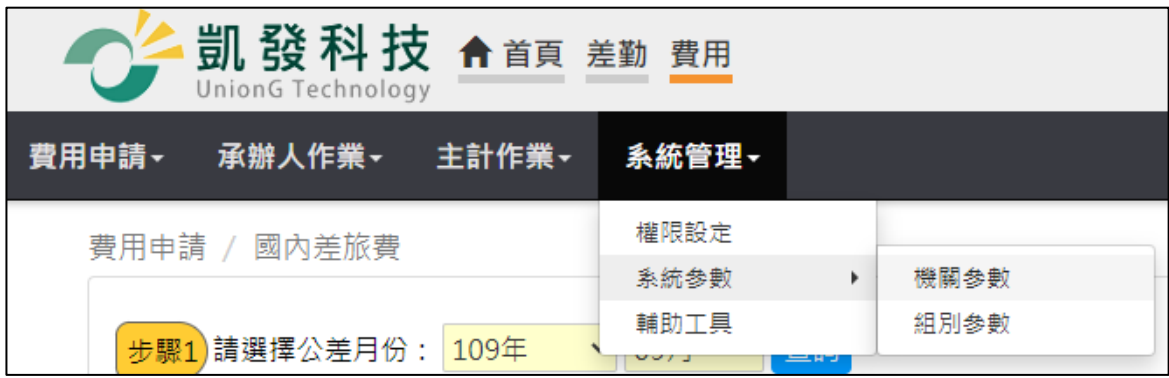 凱發科技 首頁 差勤 費用
UnionG Technology
費用申請 承辦人作業 主計作業 系統管理
權限設定
費用申請 / 國內差旅費
系統參數 機關參數
輔助工具 組別參數
步驟1 請選擇公差月份： 109年